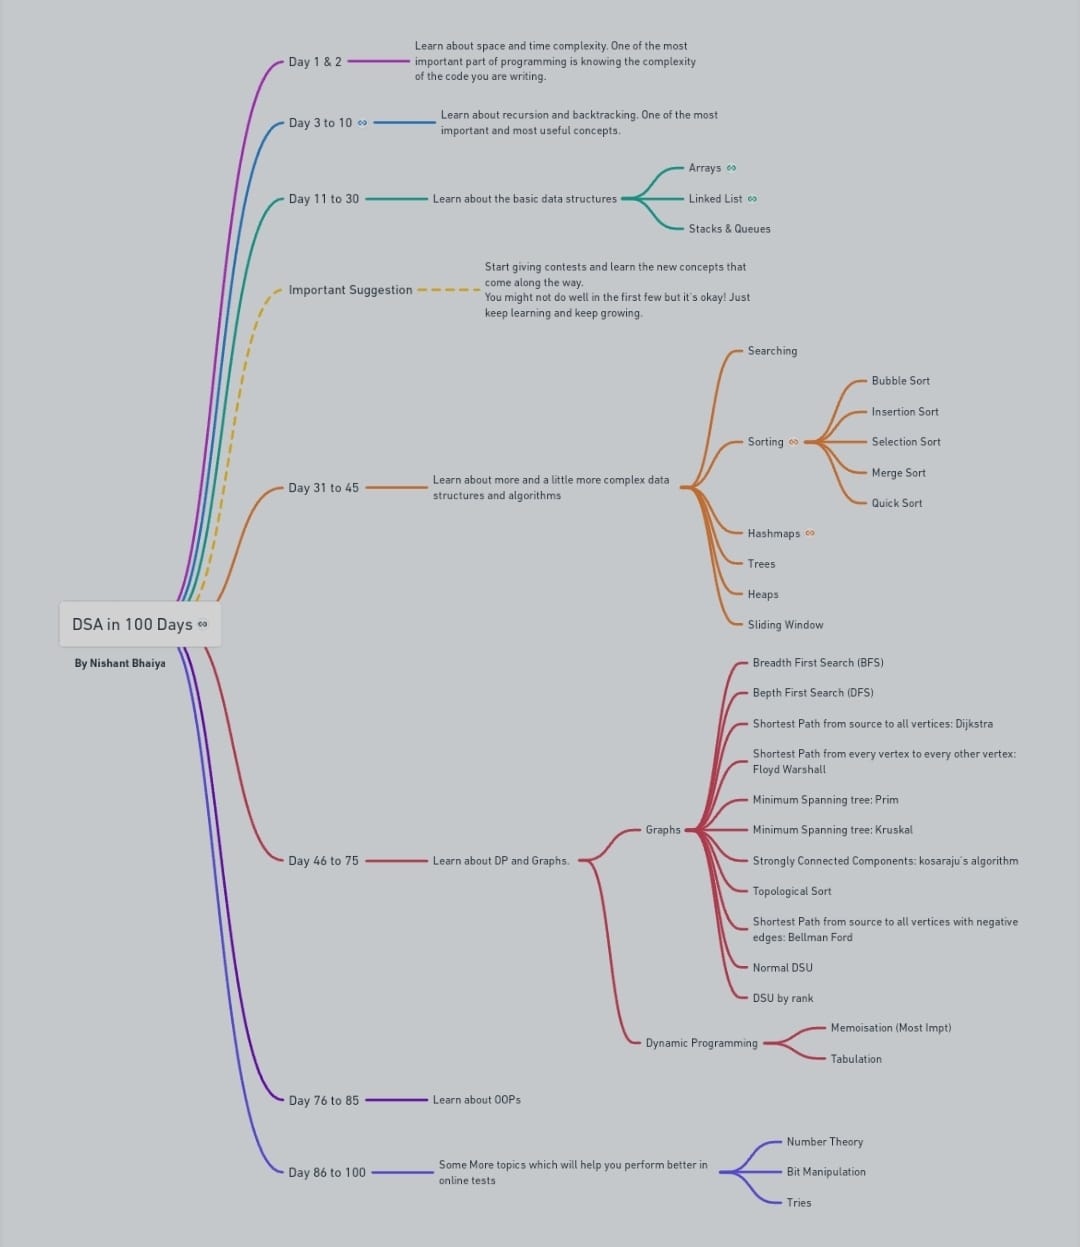 Day 1 & 2
Learn about space and time complexity. One of the most
important part of programming is knowing the complexity
of the code you are writing.
Day 3 to 10
Learn about recursion and backtracking. One of the most
important and most useful concepts.
Day 11 to 30
Learn about the basic data structures
Arrays
Linked List
Stacks & Queues
Important Suggestion
Start giving contests and learn the new concepts that
come along the way.
You might not do well in the first few but it's okay! Just
keep learning and keep growing.
Day 31 to 45
Learn about more and a little more complex data
structures and algorithms
Searching
Sorting
Bubble Sort
Insertion Sort
Selection Sort
Merge Sort
Quick Sort
Hashmaps
Trees
Heaps
Sliding Window
DSA in 100 Days
By Nishant Bhaiya
Day 46 to 75
Learn about DP and Graphs.
Graphs
Breadth First Search (BFS)
Bepth First Search (DFS)
Shortest Path from source to all vertices: Dijkstra
Shortest Path from every vertex to every other vertex:
Floyd Warshall
Minimum Spanning tree: Prim
Minimum Spanning tree: Kruskal
Strongly Connected Components: kosaraju's algorithm
Topological Sort
Shortest Path from source to all vertices with negative
edges: Bellman Ford
Normal DSU
DSU by rank
Dynamic Programming
Memoisation (Most Impt)
Tabulation
Day 76 to 85
Learn about OOPs
Day 86 to 100
Some More topics which will help you perform better in
online tests
Number Theory
Bit Manipulation
Tries